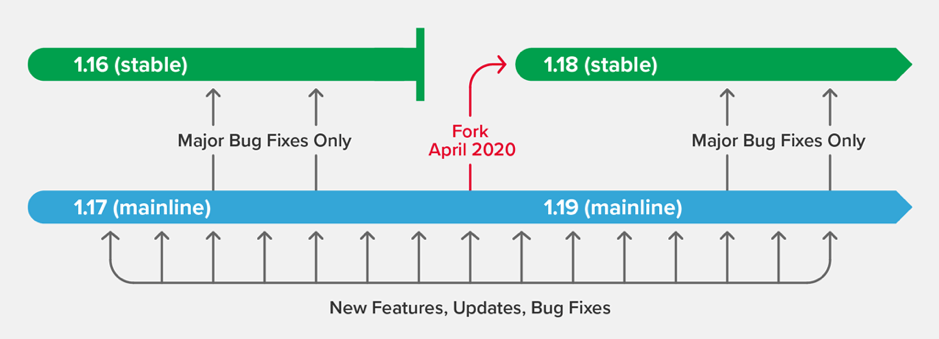 1.16 (stable)
1.18 (stable)
Major Bug Fixes Only
Fork
April 2020
Major Bug Fixes Only
1.17 (mainline)
1.19 (mainline)
New Features, Updates, Bug Fixes